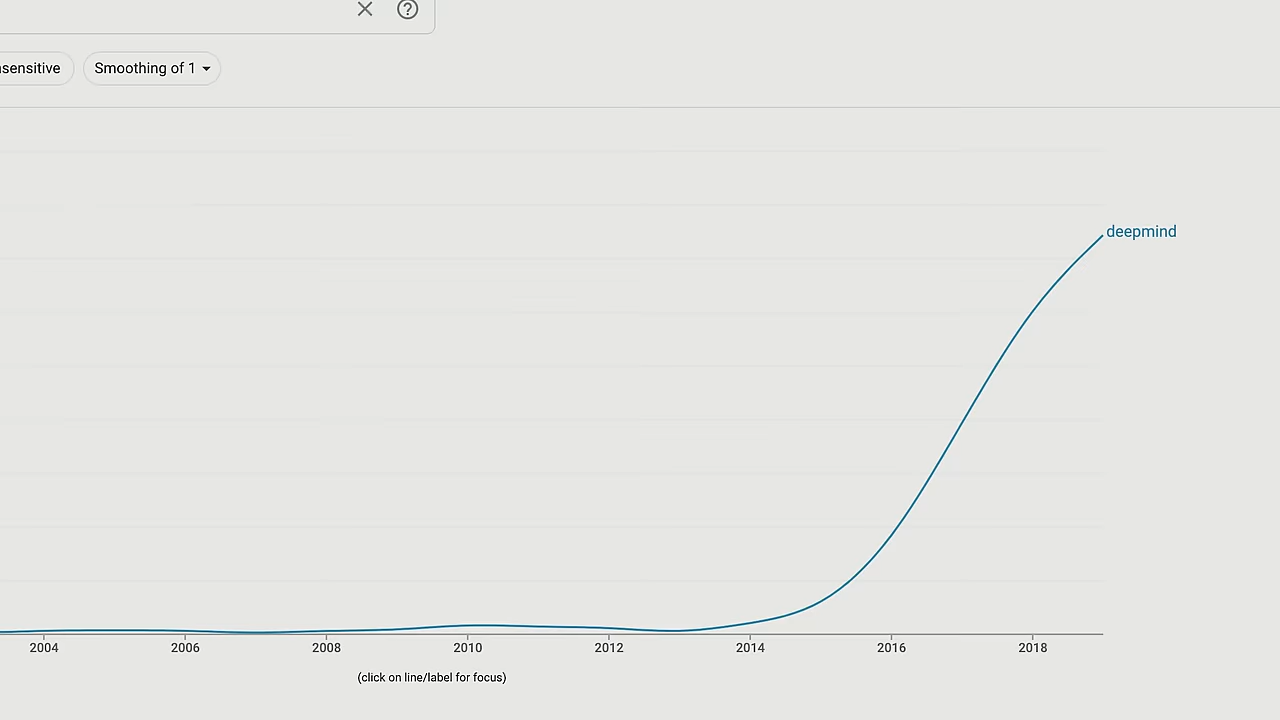 nsensitive
Smoothing of 1
deepmind
2004 2006 2008 2010 2012 2014 2016 2018
(click on line/label for focus)